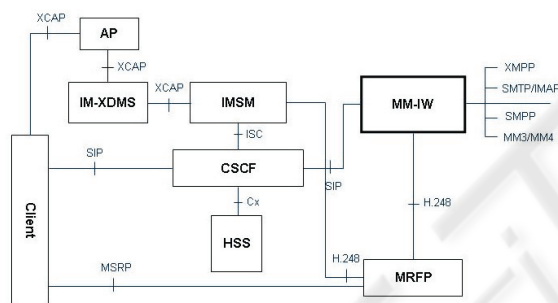 XCAP
AP
XCAP
XMPP
IM-XDMS
XCAP
IMSM
MM-IW
SMTP/IMAP
SMPP
ISC
MM3/MM4
SIP
CSCF
SIP
Client
Cx
H.248
HSS
MSRP
H.248
MRFP